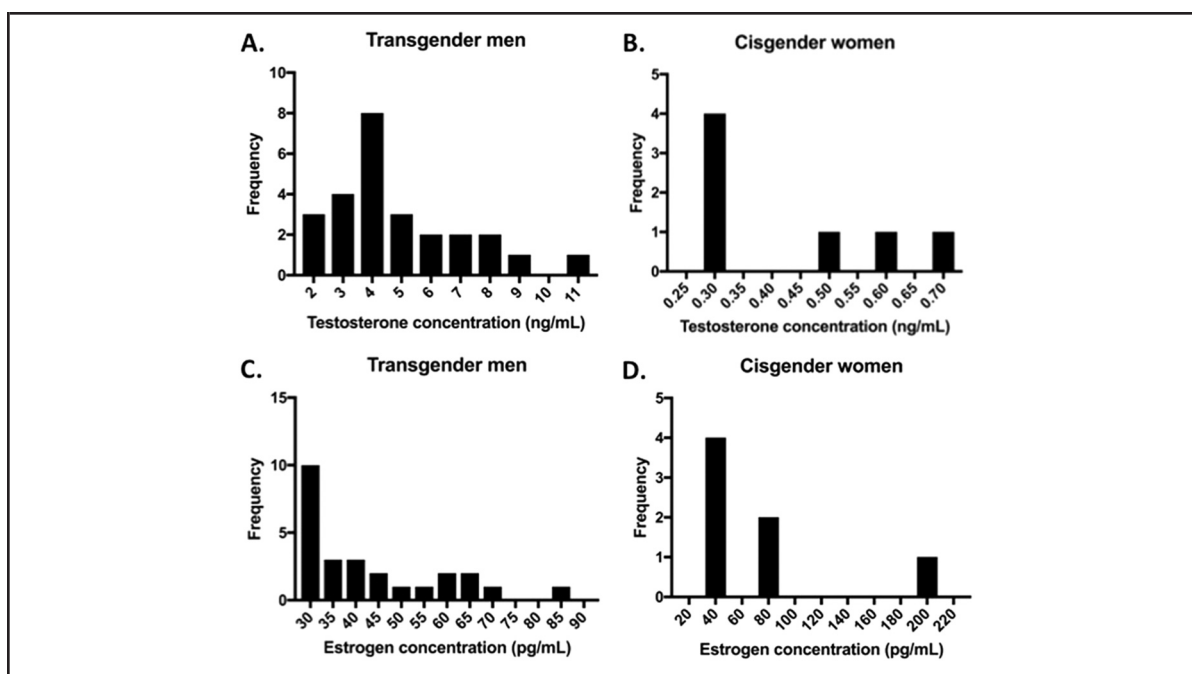 A.
Transgender men
Frequency
10
8
6
4
2
0
2 3 4 5 6 7 8 9 10 11
Testosterone concentration (ng/mL)
B.
Cisgender women
Frequency
5
4
3
2
1
0
0.25 0.30 0.35 0.40 0.45 0.50 0.55 0.60 0.65 0.70
Testosterone concentration (ng/mL)
C.
Transgender men
Frequency
15
10
5
0
30 35 40 45 50 55 60 65 70 75 80 85 90
Estrogen concentration (pg/mL)
D.
Cisgender women
Frequency
5
4
3
2
1
0
20 40 60 80 100 120 140 160 180 200 220
Estrogen concentration (pg/mL)